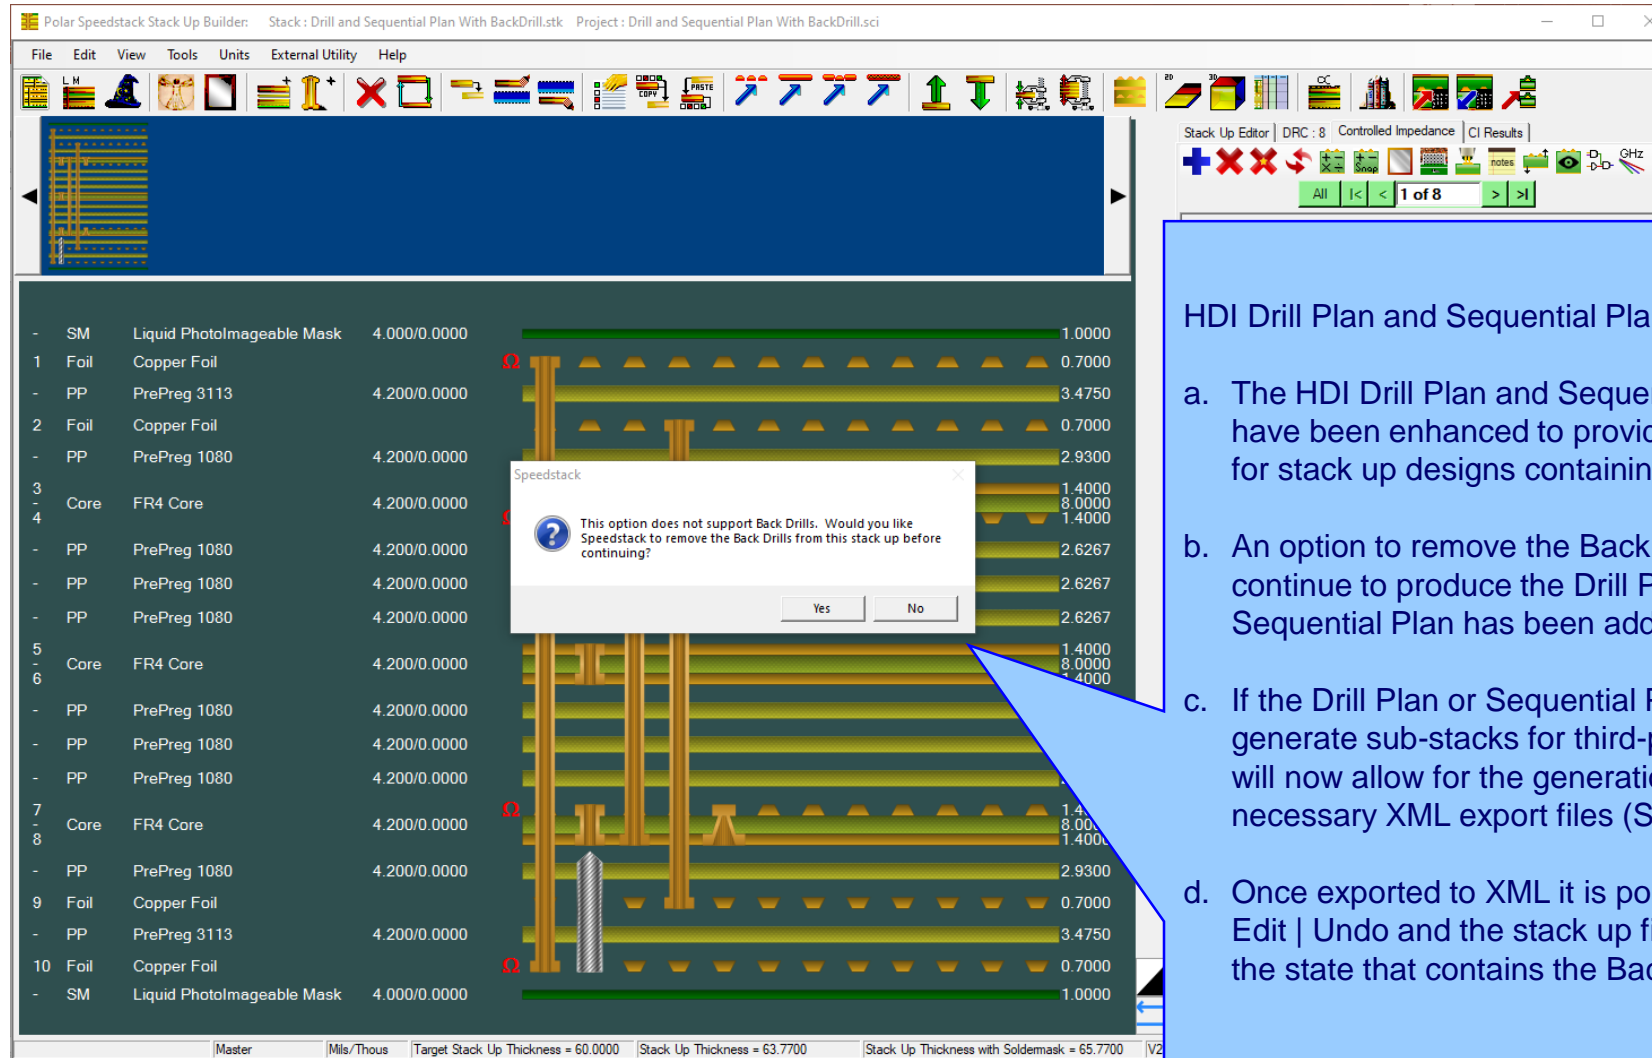 Polar Speedstack Stack Up Builder: Stack : Drill and Sequential Plan With BackDrill.stk Project : Drill and Sequential Plan With BackDrill.sci
File Edit View Tools Units External Utility Help
Stack Up Editor DRC : 8 Controlled Impedance CI Results
All |< < 1 of 8 > >|
- SM Liquid PhotoImageable Mask 4.000/0.0000 1.0000
1 Foil Copper Foil 0.7000
- PP PrePreg 3113 4.200/0.0000 3.4750
2 Foil Copper Foil 0.7000
- PP PrePreg 1080 4.200/0.0000 2.9300
3 1.4000
- Core FR4 Core 4.200/0.0000 8.0000
4 1.4000
- PP PrePreg 1080 4.200/0.0000 2.6267
- PP PrePreg 1080 4.200/0.0000 2.6267
- PP PrePreg 1080 4.200/0.0000 2.6267
5 1.4000
- Core FR4 Core 4.200/0.0000 8.0000
6 1.4000
- PP PrePreg 1080 4.200/0.0000
- PP PrePreg 1080 4.200/0.0000
- PP PrePreg 1080 4.200/0.0000
7
- Core FR4 Core 4.200/0.0000
8 1.4000
- PP PrePreg 1080 4.200/0.0000 2.9300
9 Foil Copper Foil 0.7000
- PP PrePreg 3113 4.200/0.0000 3.4750
10 Foil Copper Foil 0.7000
- SM Liquid PhotoImageable Mask 4.000/0.0000 1.0000
Speedstack
This option does not support Back Drills. Would you like
Speedstack to remove the Back Drills from this stack up before
continuing?
Yes No
HDI Drill Plan and Sequential
a. The HDI Drill Plan and
have been enhanced to
for stack up designs
b. An option to remove the Back
continue to produce the Drill
Sequential Plan has been
c. If the Drill Plan or Sequential
generate sub-stacks for
will now allow for the
necessary XML export files
d. Once exported to XML it is
Edit | Undo and the stack up
the state that contains the
Master Mils/Thous Target Stack Up Thickness = 60.0000 Stack Up Thickness = 63.7700 Stack Up Thickness with Soldermask = 65.7700